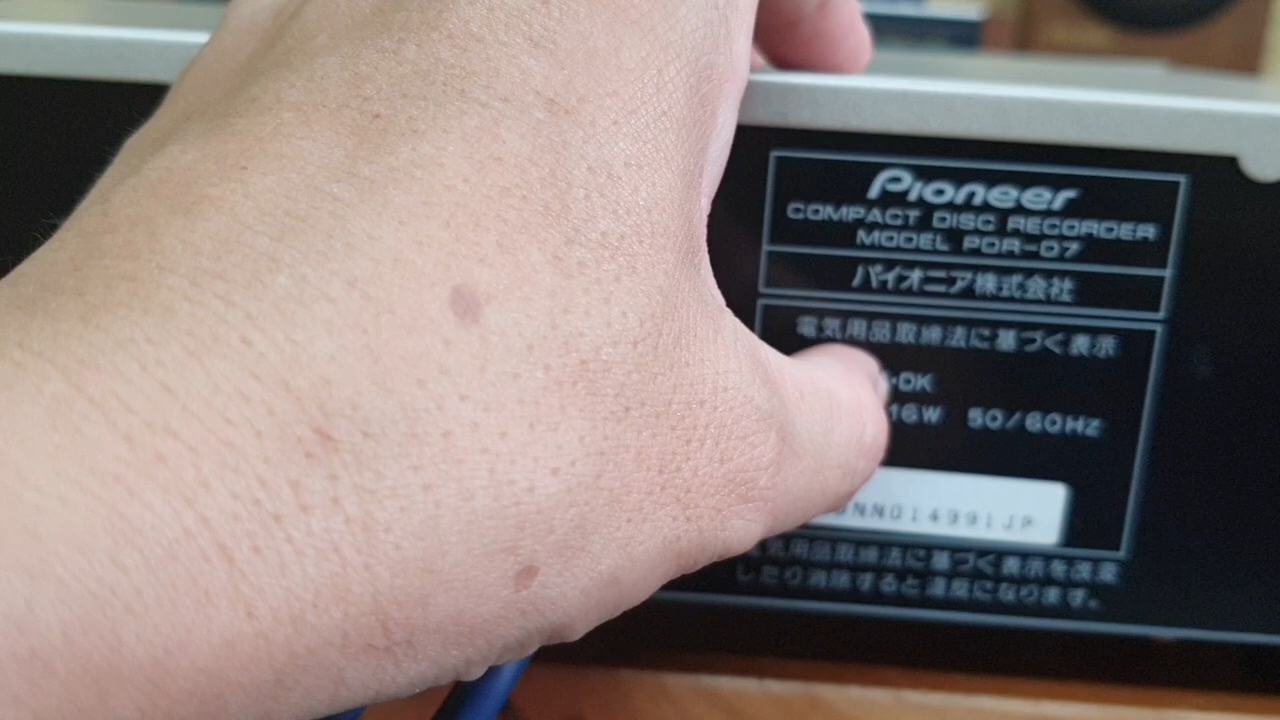 Pioneer
COMPACT DISC RECORDER
MODEL PDR-D7
パイオニア株式会社
電気用品取締法に基づく表示
DK
16W 50/60Hz
NN014991JP
電気用品取締法に基づく表示を改変
したり消除すると違反になります。